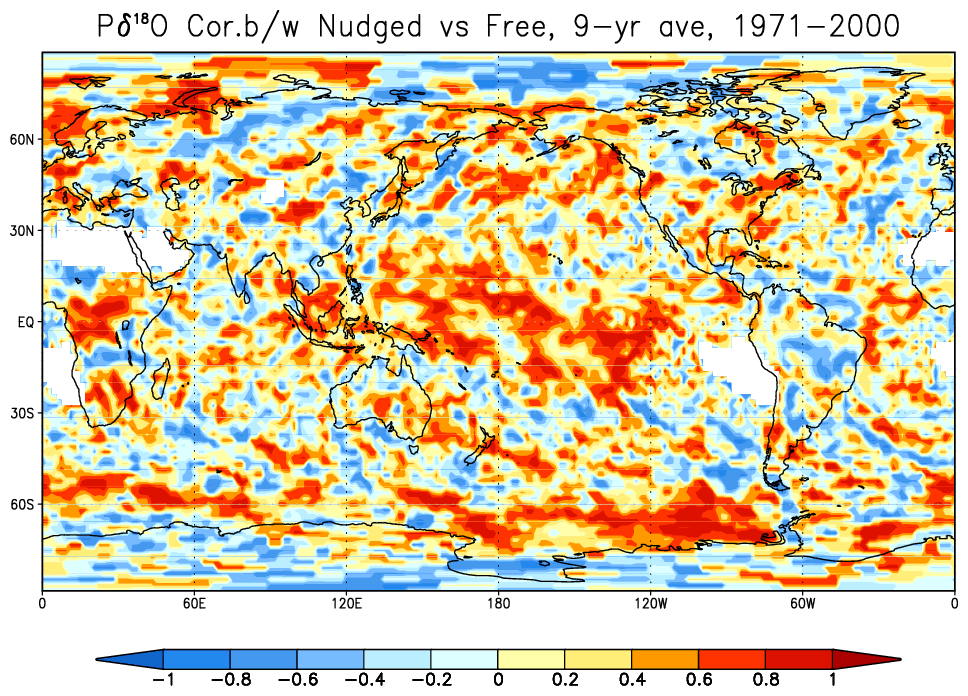 Pδ¹⁸O Cor.b/w Nudged vs Free, 9−yr ave, 1971−2000
60N
30N
EQ
30S
60S
0 60E 120E 180 120W 60W 0
−1 −0.8 −0.6 −0.4 −0.2 0 0.2 0.4 0.6 0.8 1